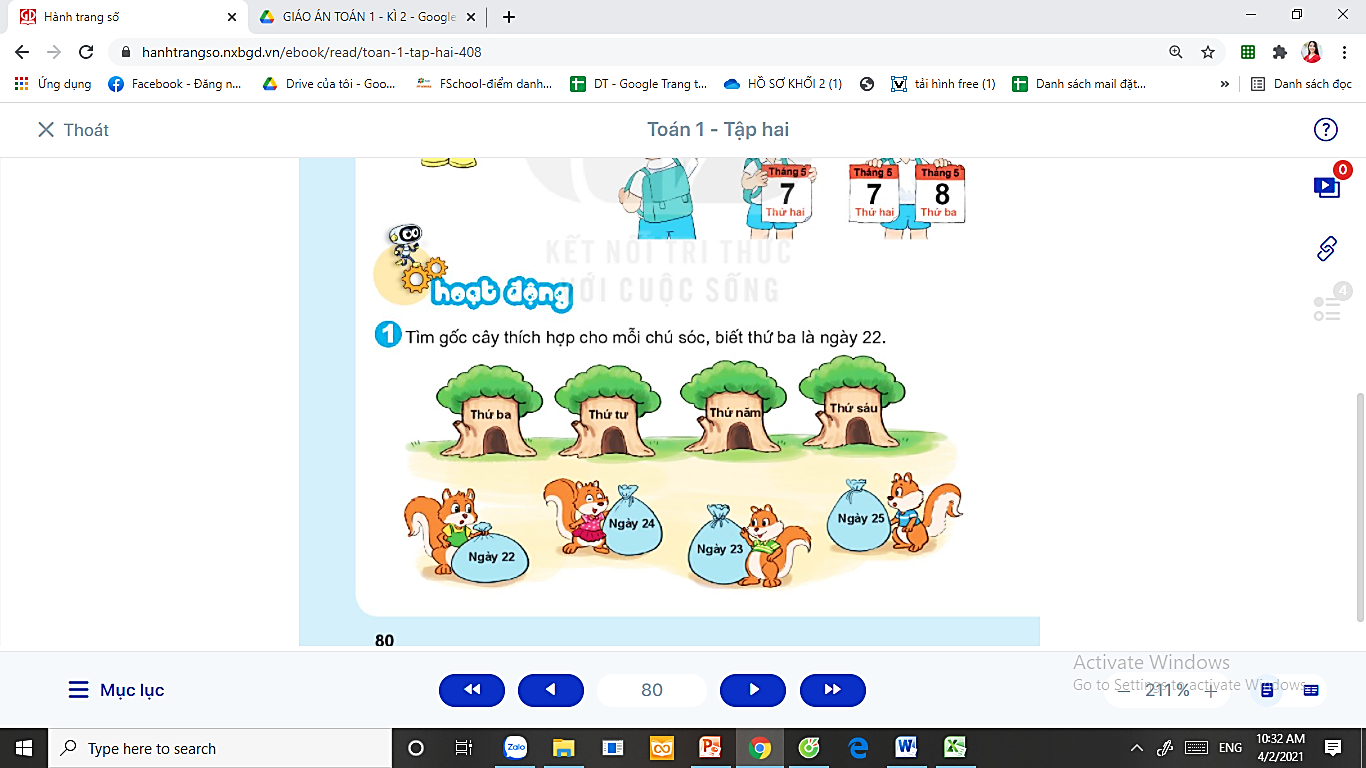 Hành trang số
GIÁO ÁN TOÁN 1 - KÌ 2 - Google
hanhtrangso.nxbgd.vn/ebook/read/toan-1-tap-hai-408
Ứng dụng
Facebook - Đăng n...
Drive của tôi - Goo...
FSchool-điểm danh...
DT - Google Trang t...
HỒ SƠ KHỐI 2 (1)
tải hình free (1)
Danh sách mail đặt...
»
Danh sách đọc
Thoát
Toán 1 - Tập hai
0
4
Tháng 5
7
Thứ hai
Tháng 5
7
Thứ hai
Tháng 5
8
Thứ ba
KẾT NỐI TRI THỨC
VỚI CUỘC SỐNG
hoạt động
1 Tìm gốc cây thích hợp cho mỗi chú sóc, biết thứ ba là ngày 22.
Thứ ba
Thứ tư
Thứ năm
Thứ sáu
Ngày 22
Ngày 24
Ngày 23
Ngày 25
80
Mục lục
80
211%
Activate Windows
Go to Settings to activate Windows.
Type here to search
Zalo
ENG
10:32 AM
4/2/2021